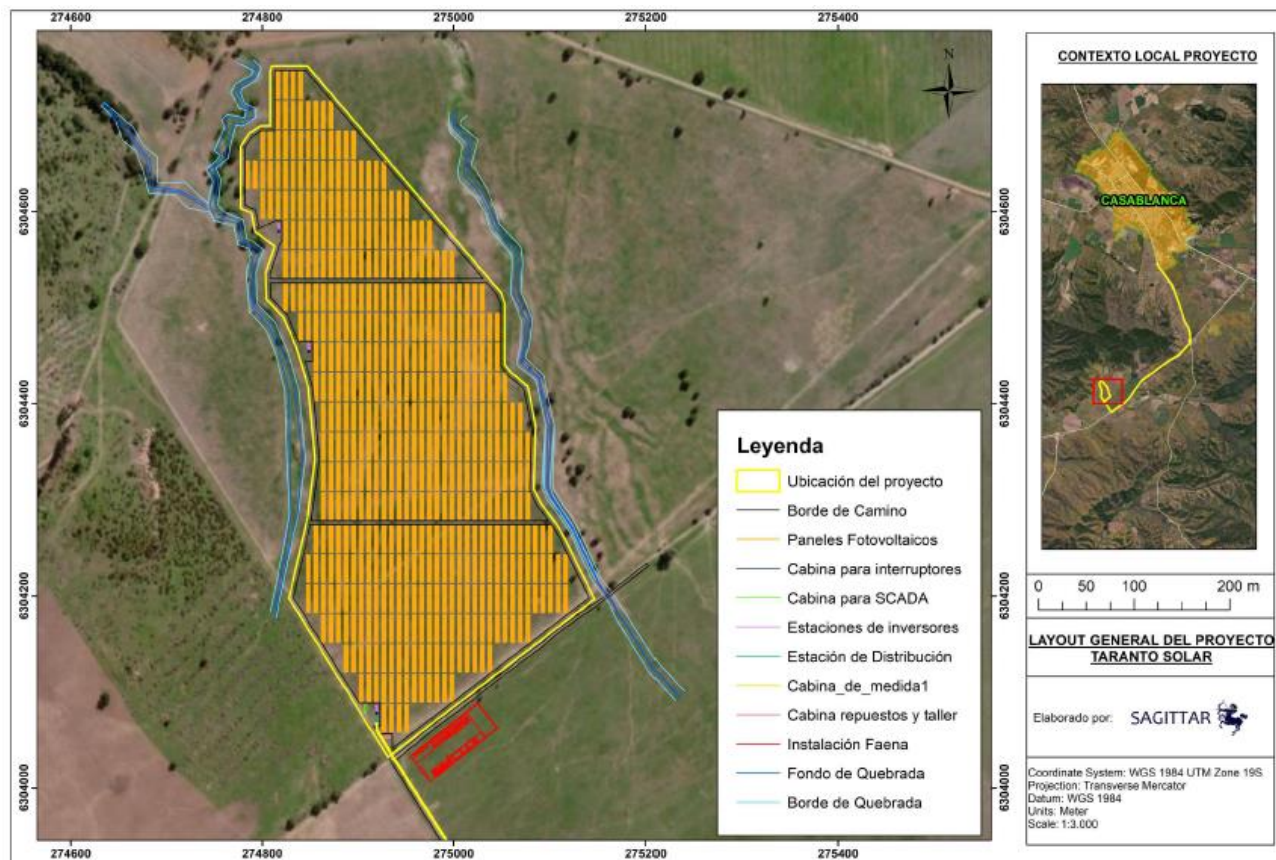 274600 274800 275000 275200 275400
N
6304600
6304400
6304200
6304000
6304600
6304400
6304200
6304000
Leyenda
Ubicación del proyecto
Borde de Camino
Paneles Fotovoltaicos
Cabina para interruptores
Cabina para SCADA
Estaciones de inversores
Estación de Distribución
Cabina_de_medida1
Cabina repuestos y taller
Instalación Faena
Fondo de Quebrada
Borde de Quebrada
274600 274800 275000 275200 275400
CONTEXTO LOCAL PROYECTO
CASABLANCA
0 50 100 200 m
LAYOUT GENERAL DEL PROYECTO
TARANTO SOLAR
Elaborado por: SAGITTAR
Coordinate System: WGS 1984 UTM Zone 19S
Projection: Transverse Mercator
Datum: WGS 1984
Units: Meter
Scale: 1:3.000